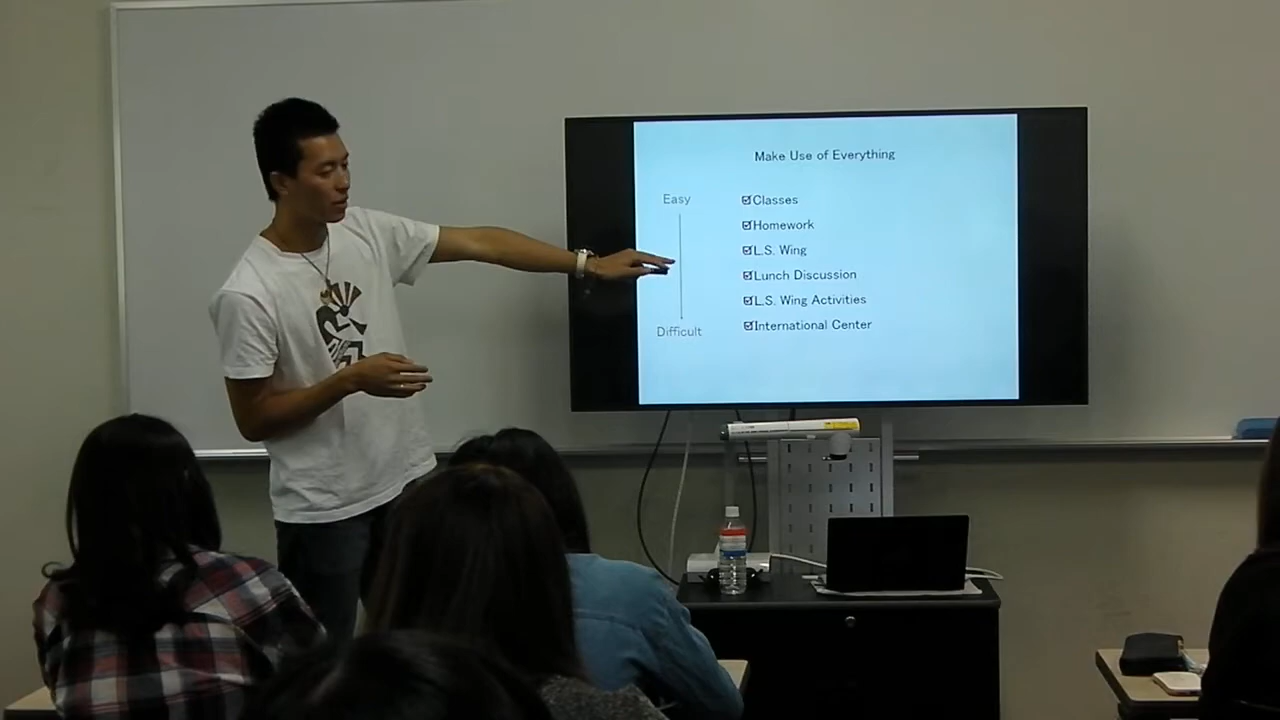 Make Use of Everything
Easy
☑Classes
☑Homework
☑L.S. Wing
☑Lunch Discussion
☑L.S. Wing Activities
☑International Center
Difficult